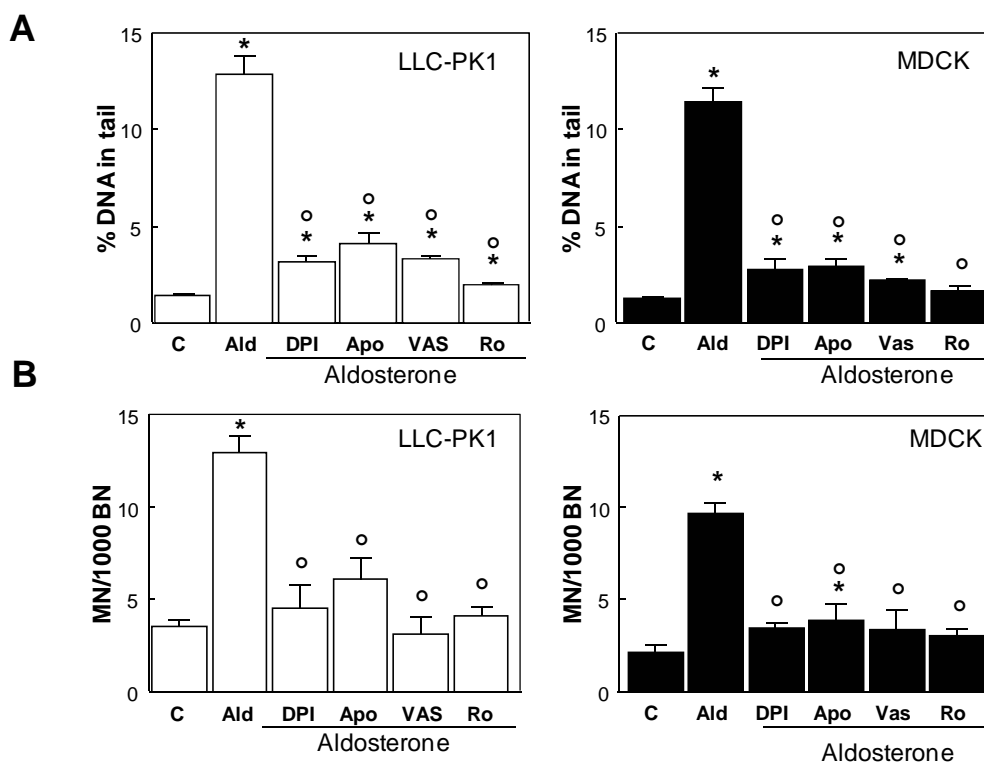 A
15
10
5
0
% DNA in tail
LLC-PK1
*
° ° ° °
* * * *
C Ald DPI Apo VAS Ro
Aldosterone
15
10
5
0
% DNA in tail
MDCK
*
° ° ° °
* * *
C Ald DPI Apo Vas Ro
Aldosterone
B
15
10
5
0
MN/1000 BN
LLC-PK1
*
° ° ° °
C Ald DPI Apo VAS Ro
Aldosterone
15
10
5
0
MN/1000 BN
MDCK
*
° ° ° °
*
C Ald DPI Apo Vas Ro
Aldosterone